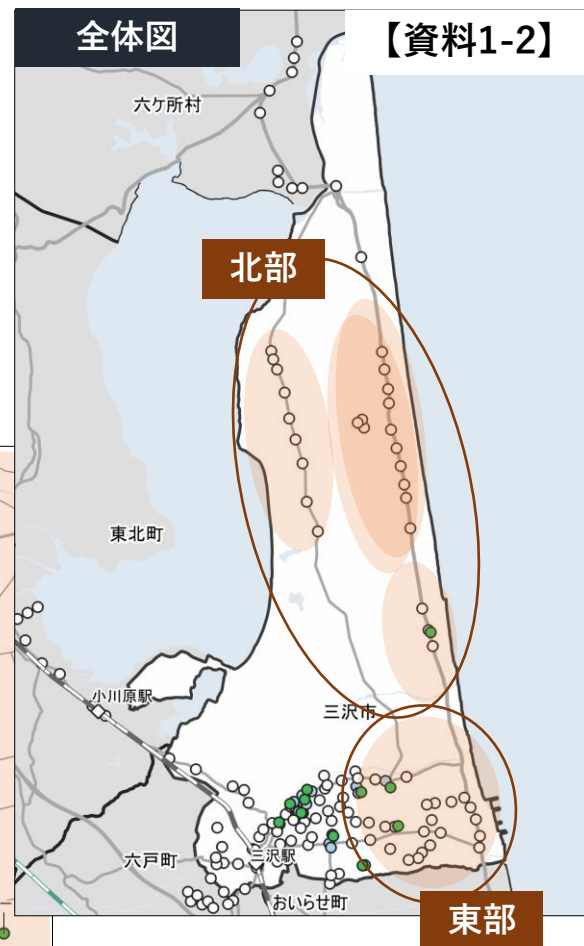 全体図
【資料1-2】
六ケ所村
北部
東北町
小川原駅
三沢市
六戸町
三沢駅
おいらせ町
東部